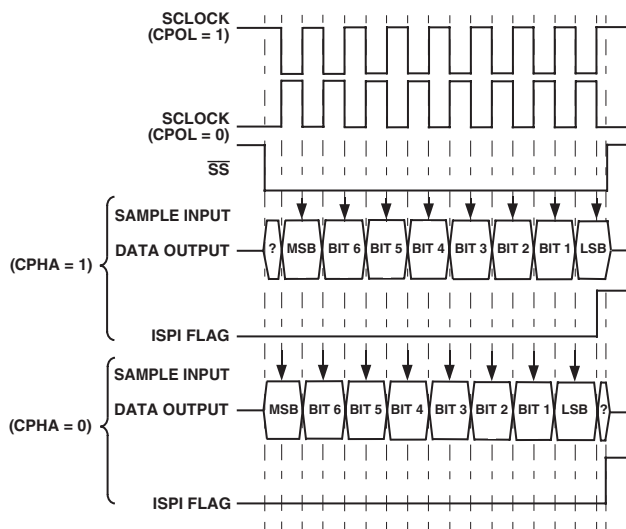 SCLOCK
(CPOL = 1)
SCLOCK
(CPOL = 0)
SS
SAMPLE INPUT
(CPHA = 1)
DATA OUTPUT
? MSB BIT 6 BIT 5 BIT 4 BIT 3 BIT 2 BIT 1 LSB
ISPI FLAG
SAMPLE INPUT
(CPHA = 0)
DATA OUTPUT
MSB BIT 6 BIT 5 BIT 4 BIT 3 BIT 2 BIT 1 LSB ?
ISPI FLAG